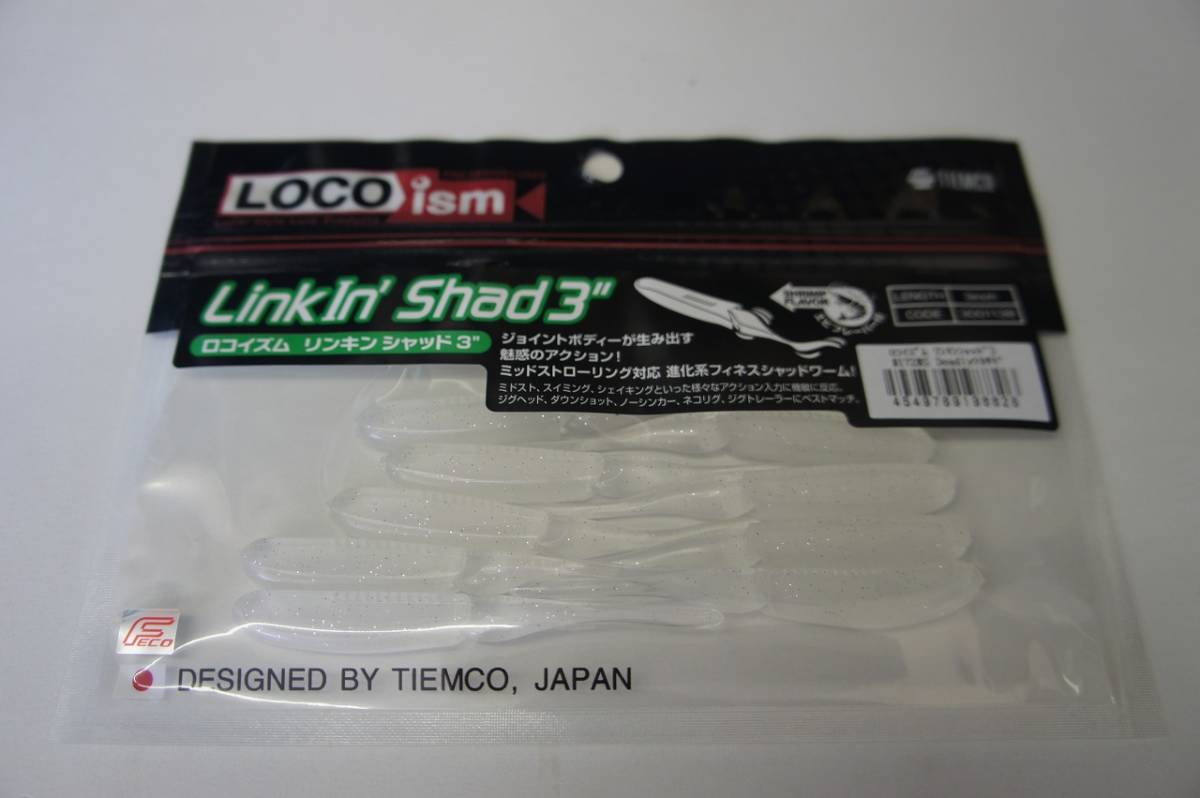 LOCO ism
TIEMCO
LinkIn' Shad 3"
ロコイズム リンキン シャッド 3"
ジョイントボディーが生み出す
魅惑のアクション！
ミッドストローリング対応 進化系フィネスシャッドワーム！
ミドスト、スイミング、シェイキングといった様々なアクション入力に機敏に反応。
ジグヘッド、ダウンショット、ノーシンカー、ネコリグ、ジグトレーラーにベストマッチ。
SHRIMP
FLAVOR
LENGTH 3inch
CODE
4549789198828
FECO
DESIGNED BY TIEMCO, JAPAN